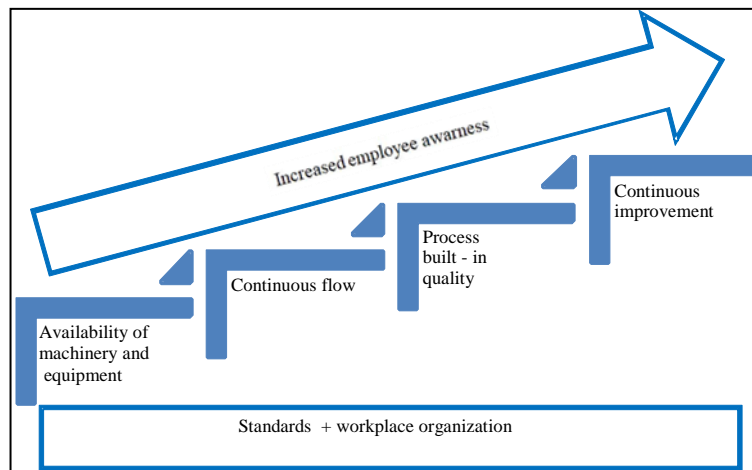 Increased employee awarness
Continuous
improvement
Process
built - in
quality
Continuous flow
Availability of
machinery and
equipment
Standards + workplace organization